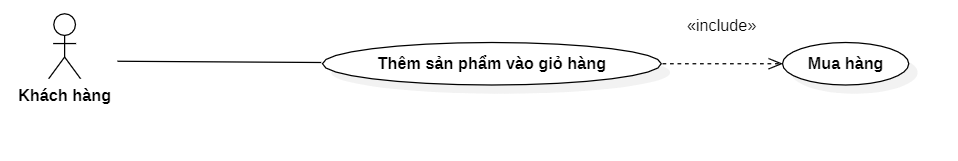 «include»
Thêm sản phẩm vào giỏ hàng
Mua hàng
Khách hàng